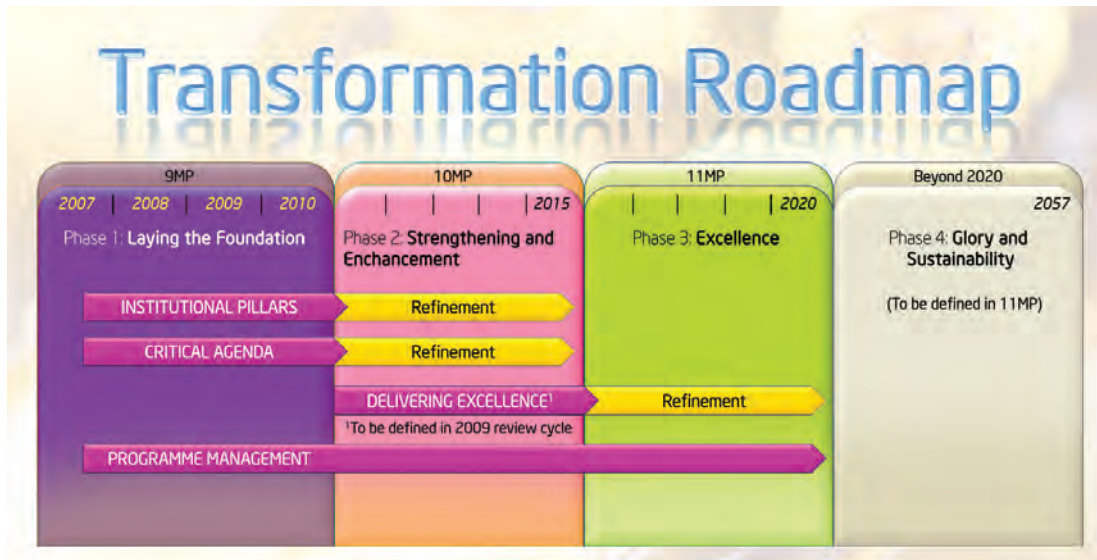 Transformation Roadmap
9MP
2007 | 2008 | 2009 | 2010
Phase 1: Laying the Foundation
10MP
| | | | 2015
Phase 2: Strengthening and
Enchancement
11MP
| | | | 2020
Phase 3: Excellence
Beyond 2020
2057
Phase 4: Glory and
Sustainability
(To be defined in 11MP)
INSTITUTIONAL PILLARS
Refinement
CRITICAL AGENDA
Refinement
DELIVERING EXCELLENCE¹
Refinement
¹To be defined in 2009 review cycle
PROGRAMME MANAGEMENT